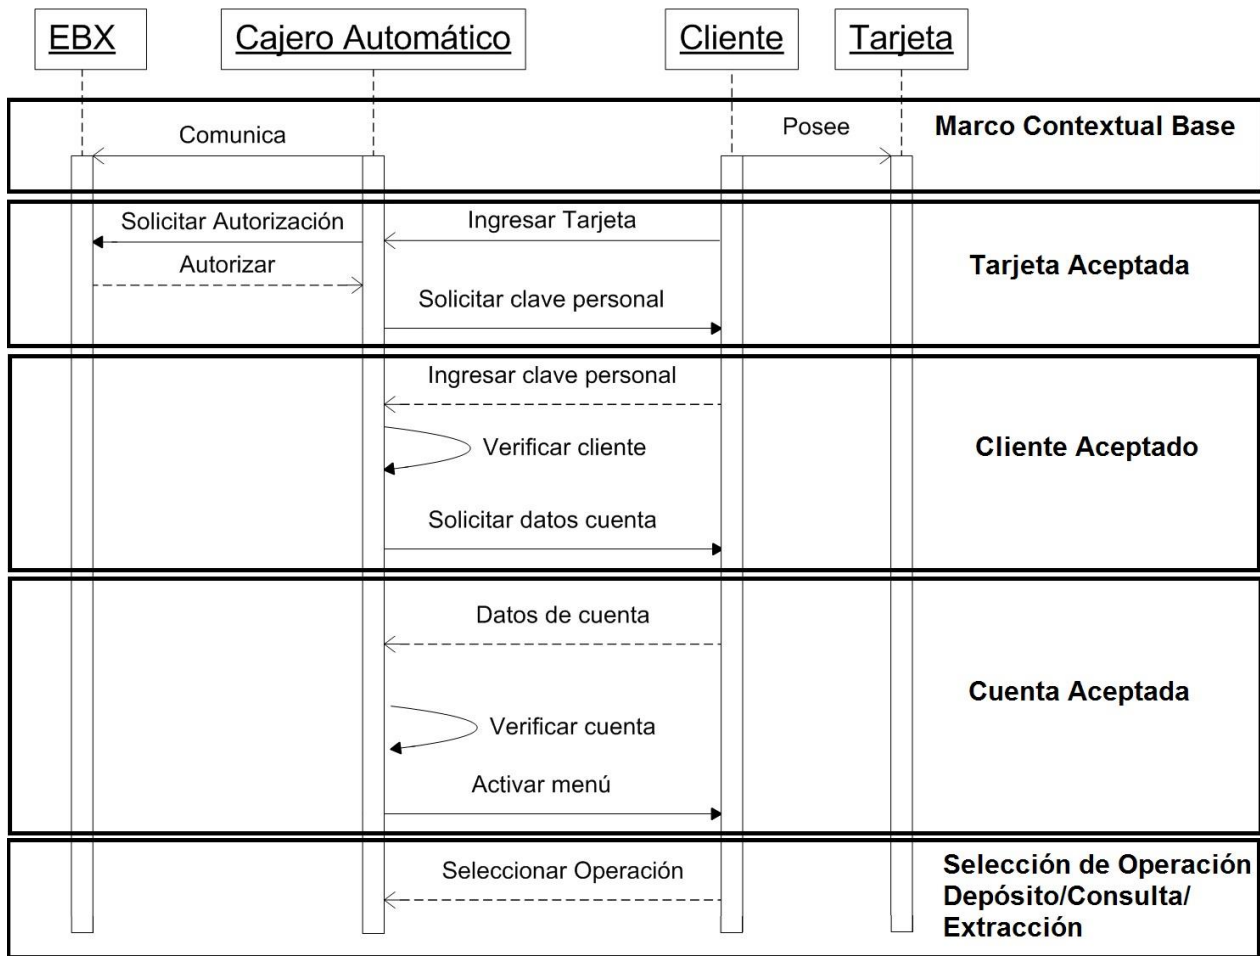 EBX
Cajero Automático
Cliente
Tarjeta
Comunica
Posee
Marco Contextual Base
Solicitar Autorización
Ingresar Tarjeta
Autorizar
Tarjeta Aceptada
Solicitar clave personal
Ingresar clave personal
Verificar cliente
Cliente Aceptado
Solicitar datos cuenta
Datos de cuenta
Cuenta Aceptada
Verificar cuenta
Activar menú
Seleccionar Operación
Selección de Operación
Depósito/Consulta/
Extracción